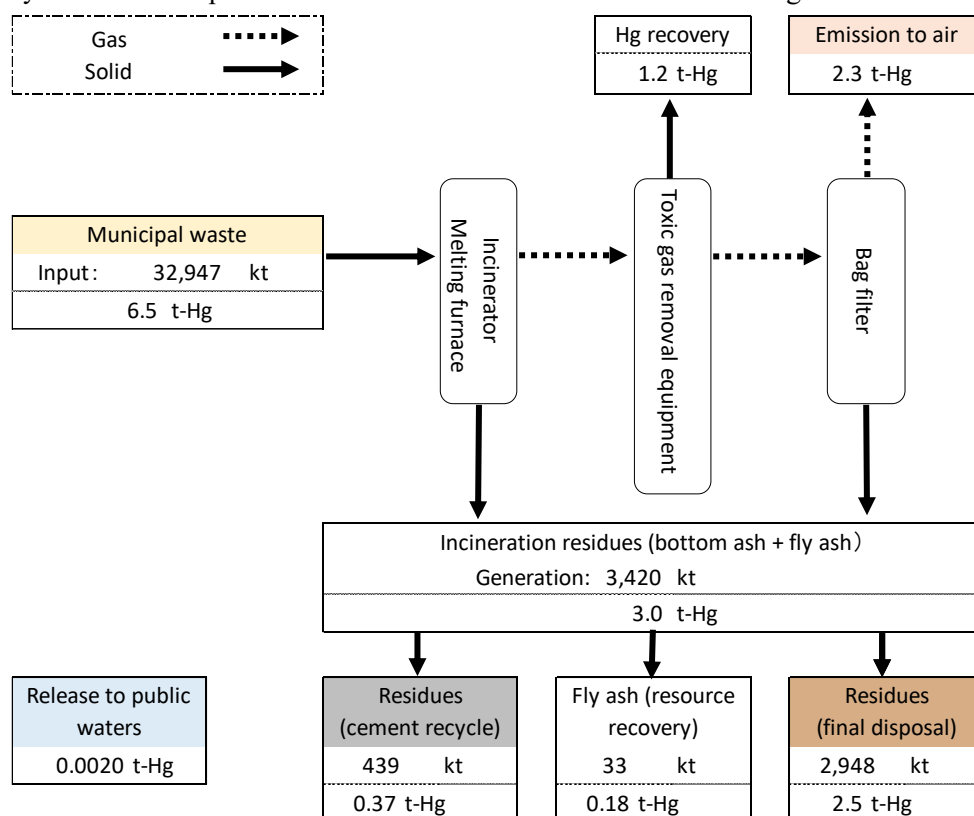 Gas
Solid
Hg recovery
1.2 t-Hg
Emission to air
2.3 t-Hg
Municipal waste
Input: 32,947 kt
6.5 t-Hg
Incinerator
Melting furnace
Toxic gas removal equipment
Bag filter
Incineration residues (bottom ash + fly ash)
Generation: 3,420 kt
3.0 t-Hg
Release to public
waters
0.0020 t-Hg
Residues
(cement recycle)
439 kt
0.37 t-Hg
Fly ash (resource
recovery)
33 kt
0.18 t-Hg
Residues
(final disposal)
2,948 kt
2.5 t-Hg